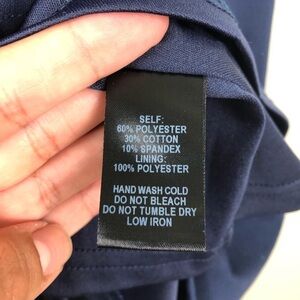 SELF:
60% POLYESTER
30% COTTON
10% SPANDEX
LINING:
100% POLYESTER
HAND WASH COLD
DO NOT BLEACH
DO NOT TUMBLE DRY
LOW IRON